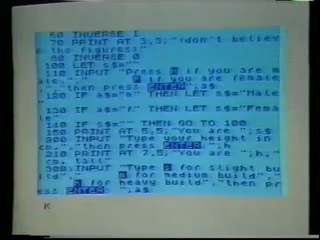 60 INVERSE 1
70 PRINT AT 3,3;"(don't believ
e the figures)"
80 INVERSE 0
100 LET s$=""
110 INPUT "Press m if you are m
ale, f if you are female
,";"then press ENTER";a$
120 IF a$="m" THEN LET s$="Male
"
130 IF a$="f" THEN LET s$="Fema
le"
140 IF s$="" THEN GO TO 100
150 PRINT AT 5,5;"You are ";s$
200 INPUT "Type your height in
cm.","then press ENTER";h
210 PRINT AT 7,5;"You are ";h;"
cm. tall"
300 INPUT "Type s for slight bu
ild", m for medium build",
h for heavy build","then pr
ess ENTER";a$
K